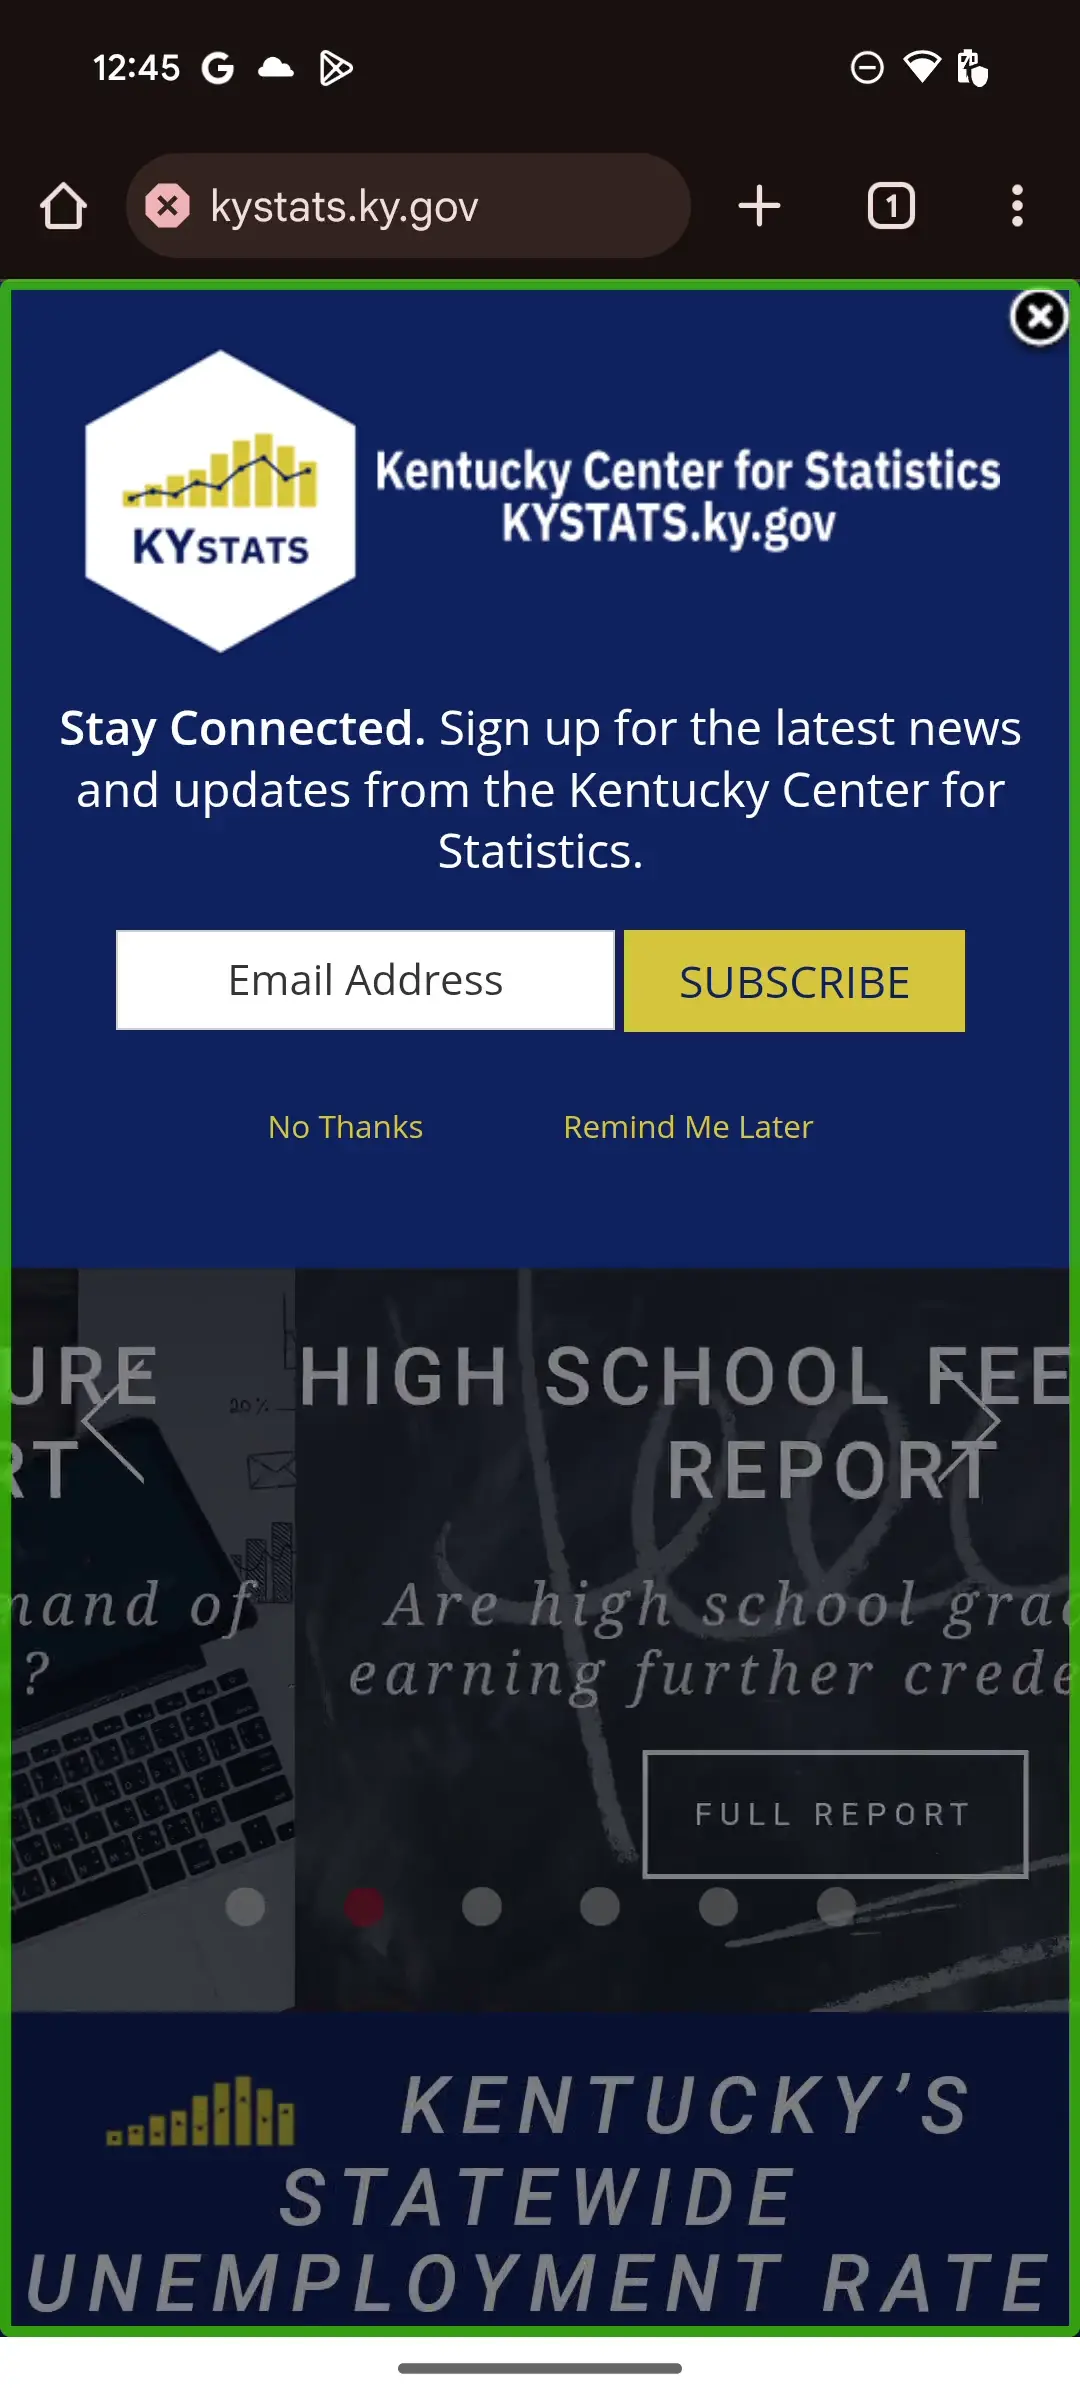 12:45
kystats.ky.gov
1
KYSTATS
Kentucky Center for Statistics
KYSTATS.ky.gov
Stay Connected. Sign up for the latest news
and updates from the Kentucky Center for
Statistics.
Email Address
SUBSCRIBE
No Thanks
Remind Me Later
URE
RT
mand of
?
20%
HIGH SCHOOL FEE
REPORT
Are high school grad
earning further crede
FULL REPORT
KENTUCKY'S
STATEWIDE
UNEMPLOYMENT RATE